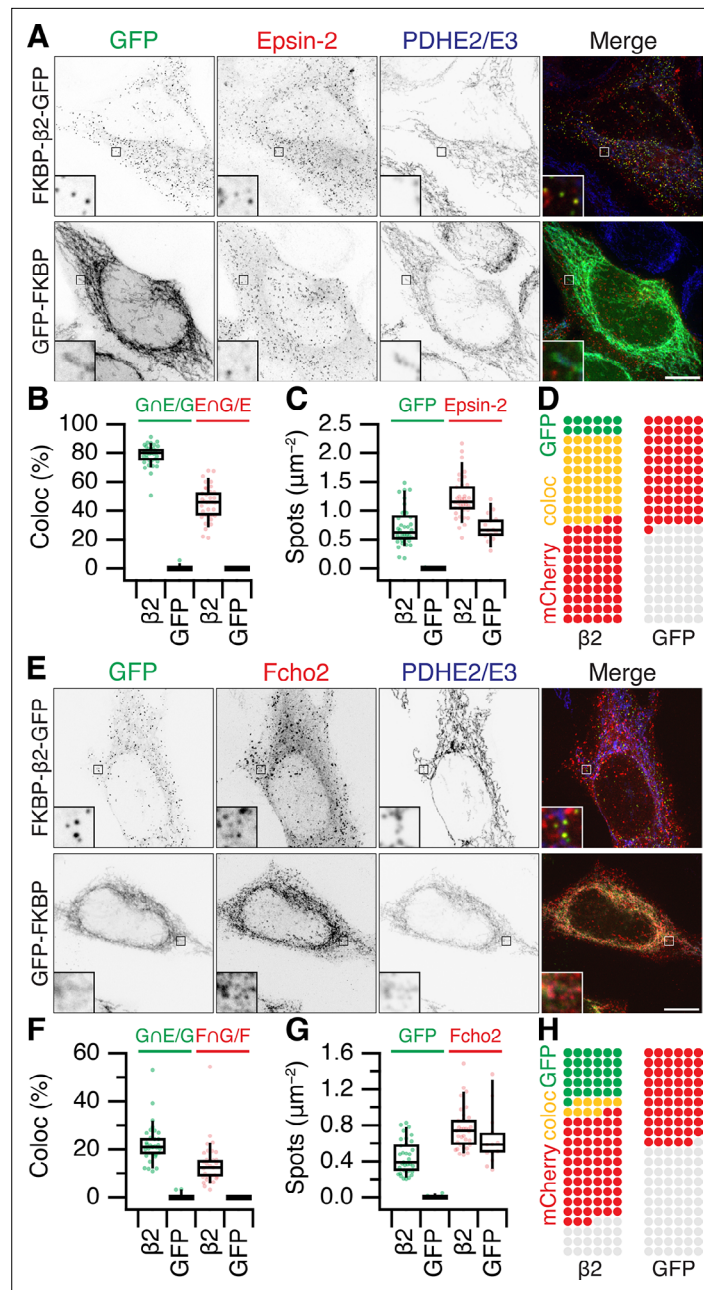 A
GFP Epsin-2 PDHE2/E3 Merge
FKBP-β2-GFP
GFP-FKBP
B
G∩E/G E∩G/E
Coloc (%)
100
80
60
40
20
0
β2 GFP β2 GFP
C
GFP Epsin-2
Spots (µm⁻²)
2.5
2.0
1.5
1.0
0.5
0.0
β2 GFP β2 GFP
D
GFP
coloc
mCherry
β2 GFP
E
GFP Fcho2 PDHE2/E3 Merge
FKBP-β2-GFP
GFP-FKBP
F
G∩E/G F∩G/F
Coloc (%)
60
40
20
0
β2 GFP β2 GFP
G
GFP Fcho2
Spots (µm⁻²)
1.6
1.2
0.8
0.4
0.0
β2 GFP β2 GFP
H
GFP
coloc
mCherry
β2 GFP